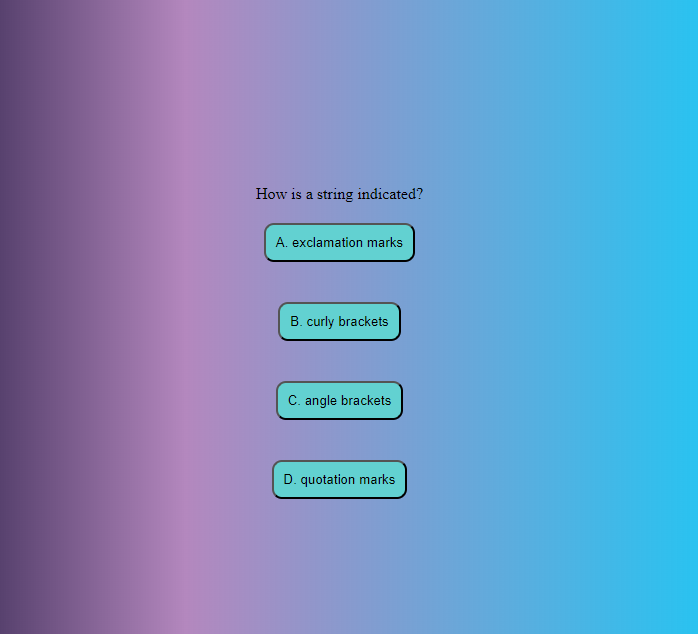 How is a string indicated?
A. exclamation marks
B. curly brackets
C. angle brackets
D. quotation marks